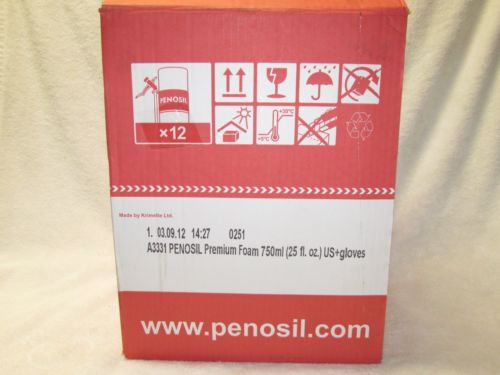 PENOSIL
×12
+5°C
+30°C
Made by Krimelte Ltd.
1. 03.09.12 14:27 0251
A3331 PENOSIL Premium Foam 750ml (25 fl. oz.) US+gloves
www.penosil.com